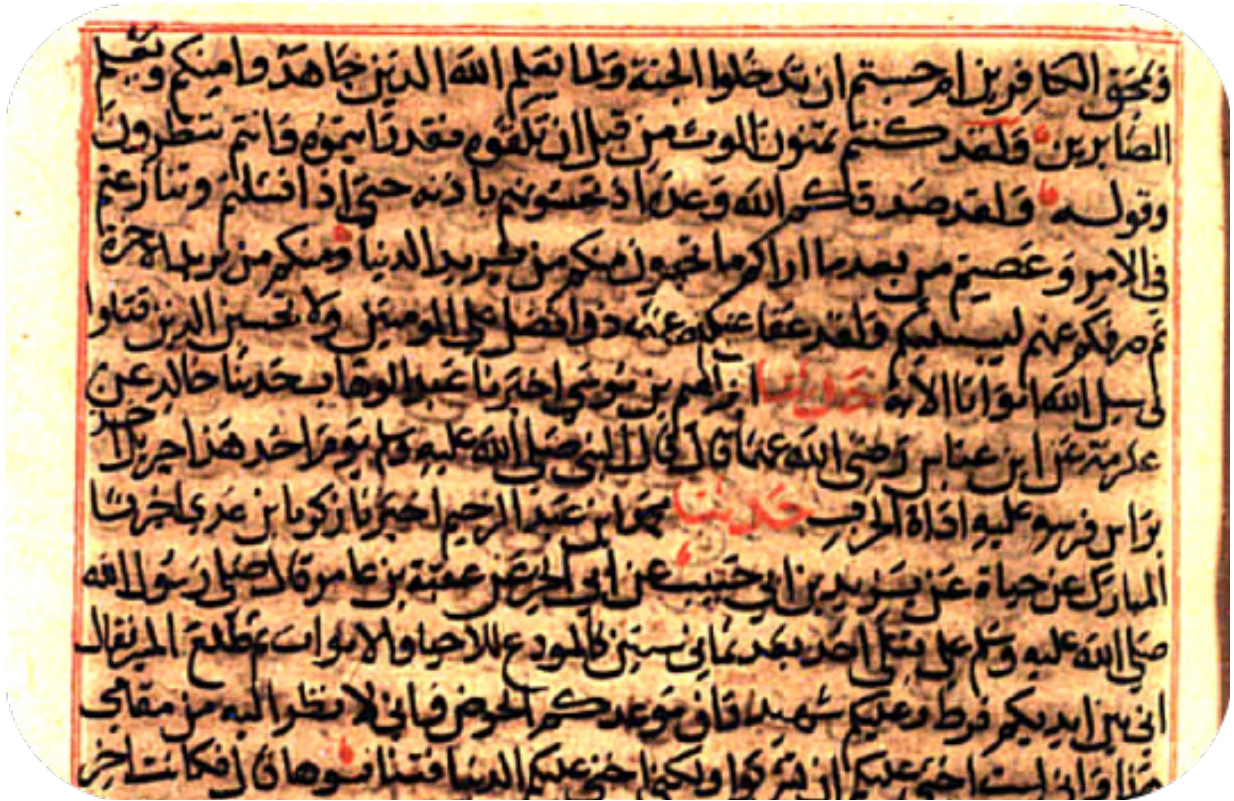 ويمحق الكافرين ام حسبتم ان تدخلوا الجنة ولما يعلم الله الذين جاهدوا منكم ويعلم
الصابرين ولقد كنتم تمنون الموت من قبل ان تلقوه فقد رايتموه وانتم تنظرون
وقوله ولقد صدقكم الله وعده اذ تحسونهم باذنه حتى اذا فشلتم وتنازعتم
في الامر وعصيتم من بعد ما اراكم ما تحبون منكم من يريد الدنيا ومنكم من يريد الاخرة
ثم صرفكم عنهم ليبتليكم ولقد عفا عنكم والله ذو فضل على المومنين ولا تحسبن الذين قتلوا
في سبيل الله امواتا الاية حدثنا ابراهيم بن موسى اخبرنا عبد الوهاب حدثنا خالد عن
عكرمة عن ابن عباس رضي الله عنهما قال قال النبي صلى الله عليه وسلم يوم احد هذا جبريل اخذ
براس فرسه عليه اداة الحرب حدثنا محمد بن عبد الرحيم اخبرنا زكريا بن عدي اخبرنا
المبارك عن حياة عن يزيد بن ابي حبيب عن ابي الخير عن عقبة بن عامر قال صلى رسول الله
صلى الله عليه وسلم على قتلى احد بعد ثماني سنين كالمودع للاحياء والاموات ثم طلع المنبر فقال
اني بين ايديكم فرط وعليكم شهيد وان موعدكم الحوض واني لانظر اليه من مقامي
هذا واني لست اخشى عليكم ان تشركوا ولكني اخشى عليكم الدنيا ان تنافسوها قال فكانت اخر